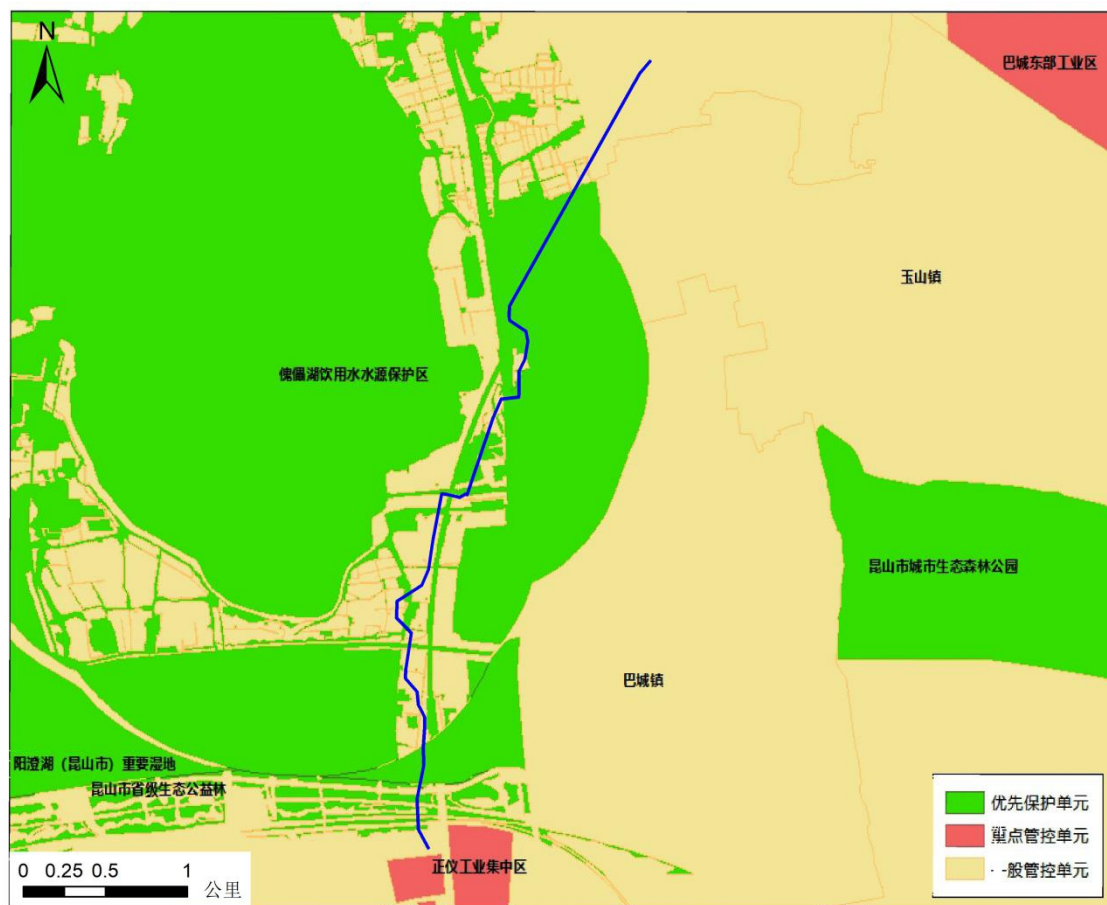 N
巴城东部工业区
玉山镇
傀儡湖饮用水水源保护区
昆山市城市生态森林公园
巴城镇
阳澄湖（昆山市）重要湿地
昆山市省级生态公益林
正仪工业集中区
优先保护单元
重点管控单元
一般管控单元
0 0.25 0.5 1
公里